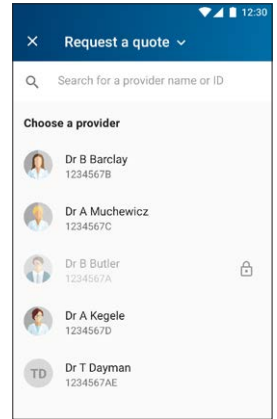 12:30
Request a quote
Search for a provider name or ID
Choose a provider
Dr B Barclay
1234567B
Dr A Muchewicz
1234567C
Dr B Butler
1234567A
Dr A Kegele
1234567D
TD
Dr T Dayman
1234567AE